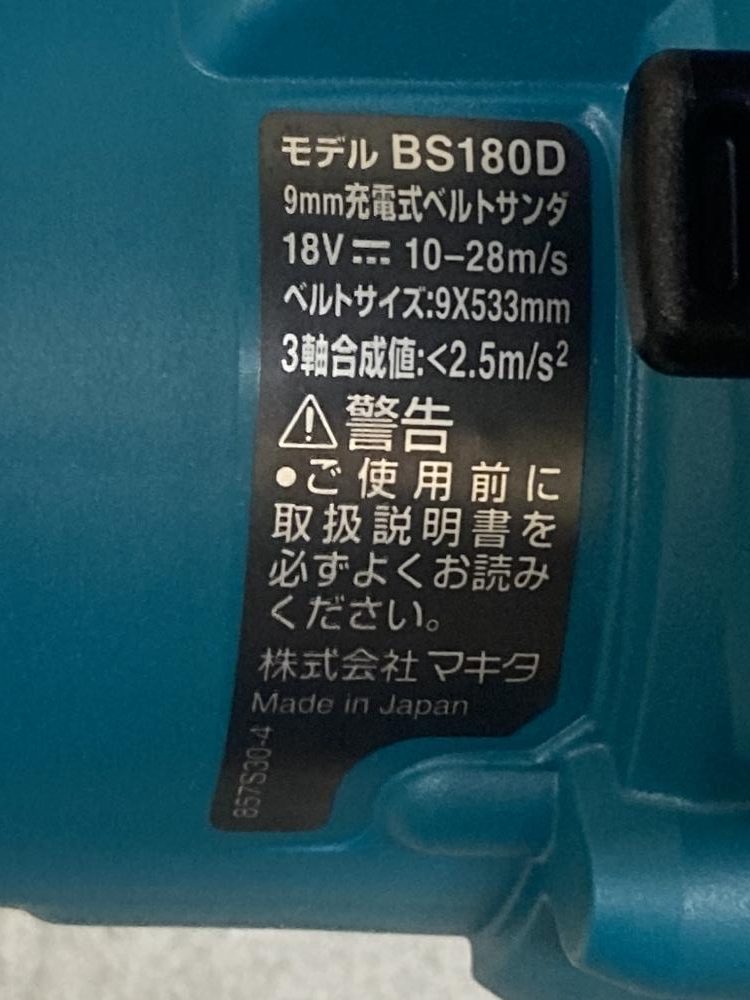 モデル BS180D
9mm充電式ベルトサンダ
18V⎓ 10–28m/s
ベルトサイズ:9X533mm
3軸合成値:<2.5m/s²
⚠警告
●ご使用前に
取扱説明書を
必ずよくお読み
ください。
株式会社マキタ
Made in Japan
857S30-4